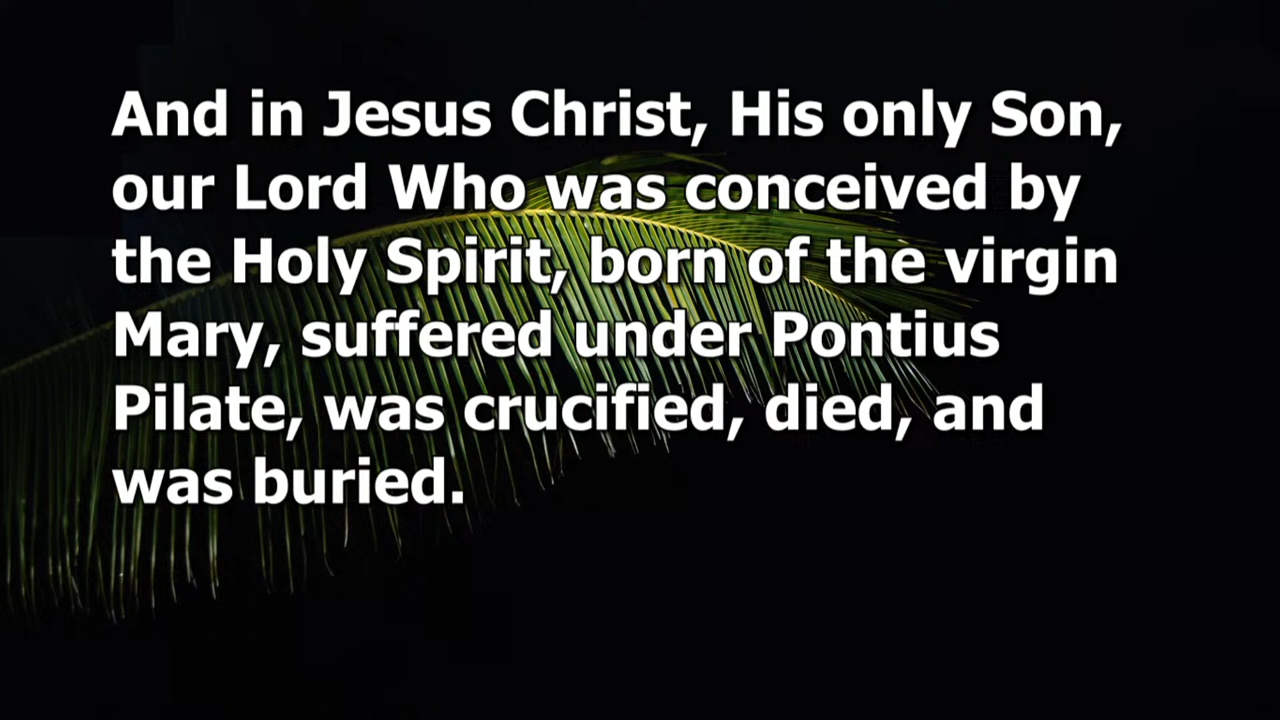 And in Jesus Christ, His only Son,
our Lord Who was conceived by
the Holy Spirit, born of the virgin
Mary, suffered under Pontius
Pilate, was crucified, died, and
was buried.